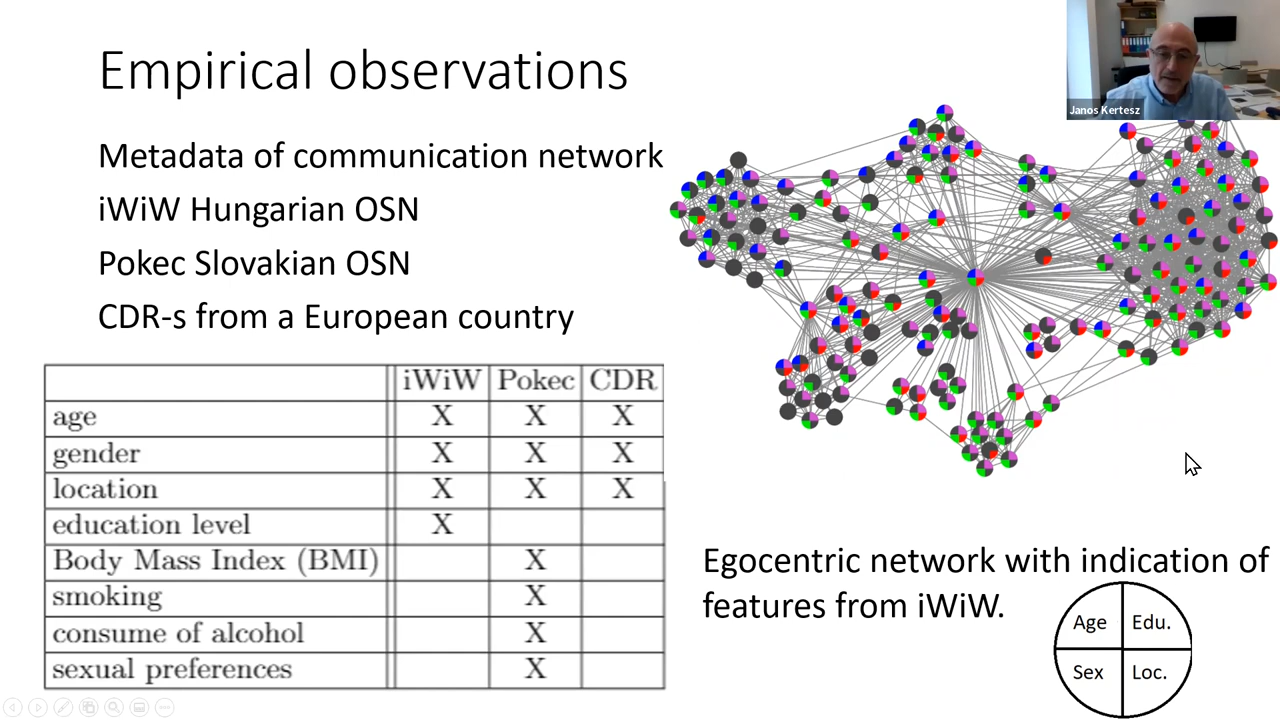 Empirical observations
Janos Kertesz
Metadata of communication network
iWiW Hungarian OSN
Pokec Slovakian OSN
CDR-s from a European country
iWiW Pokec CDR
age X X X
gender X X X
location X X X
education level X
Body Mass Index (BMI) X
smoking X
consume of alcohol X
sexual preferences X
Egocentric network with indication of
features from iWiW.
Age Edu.
Sex Loc.